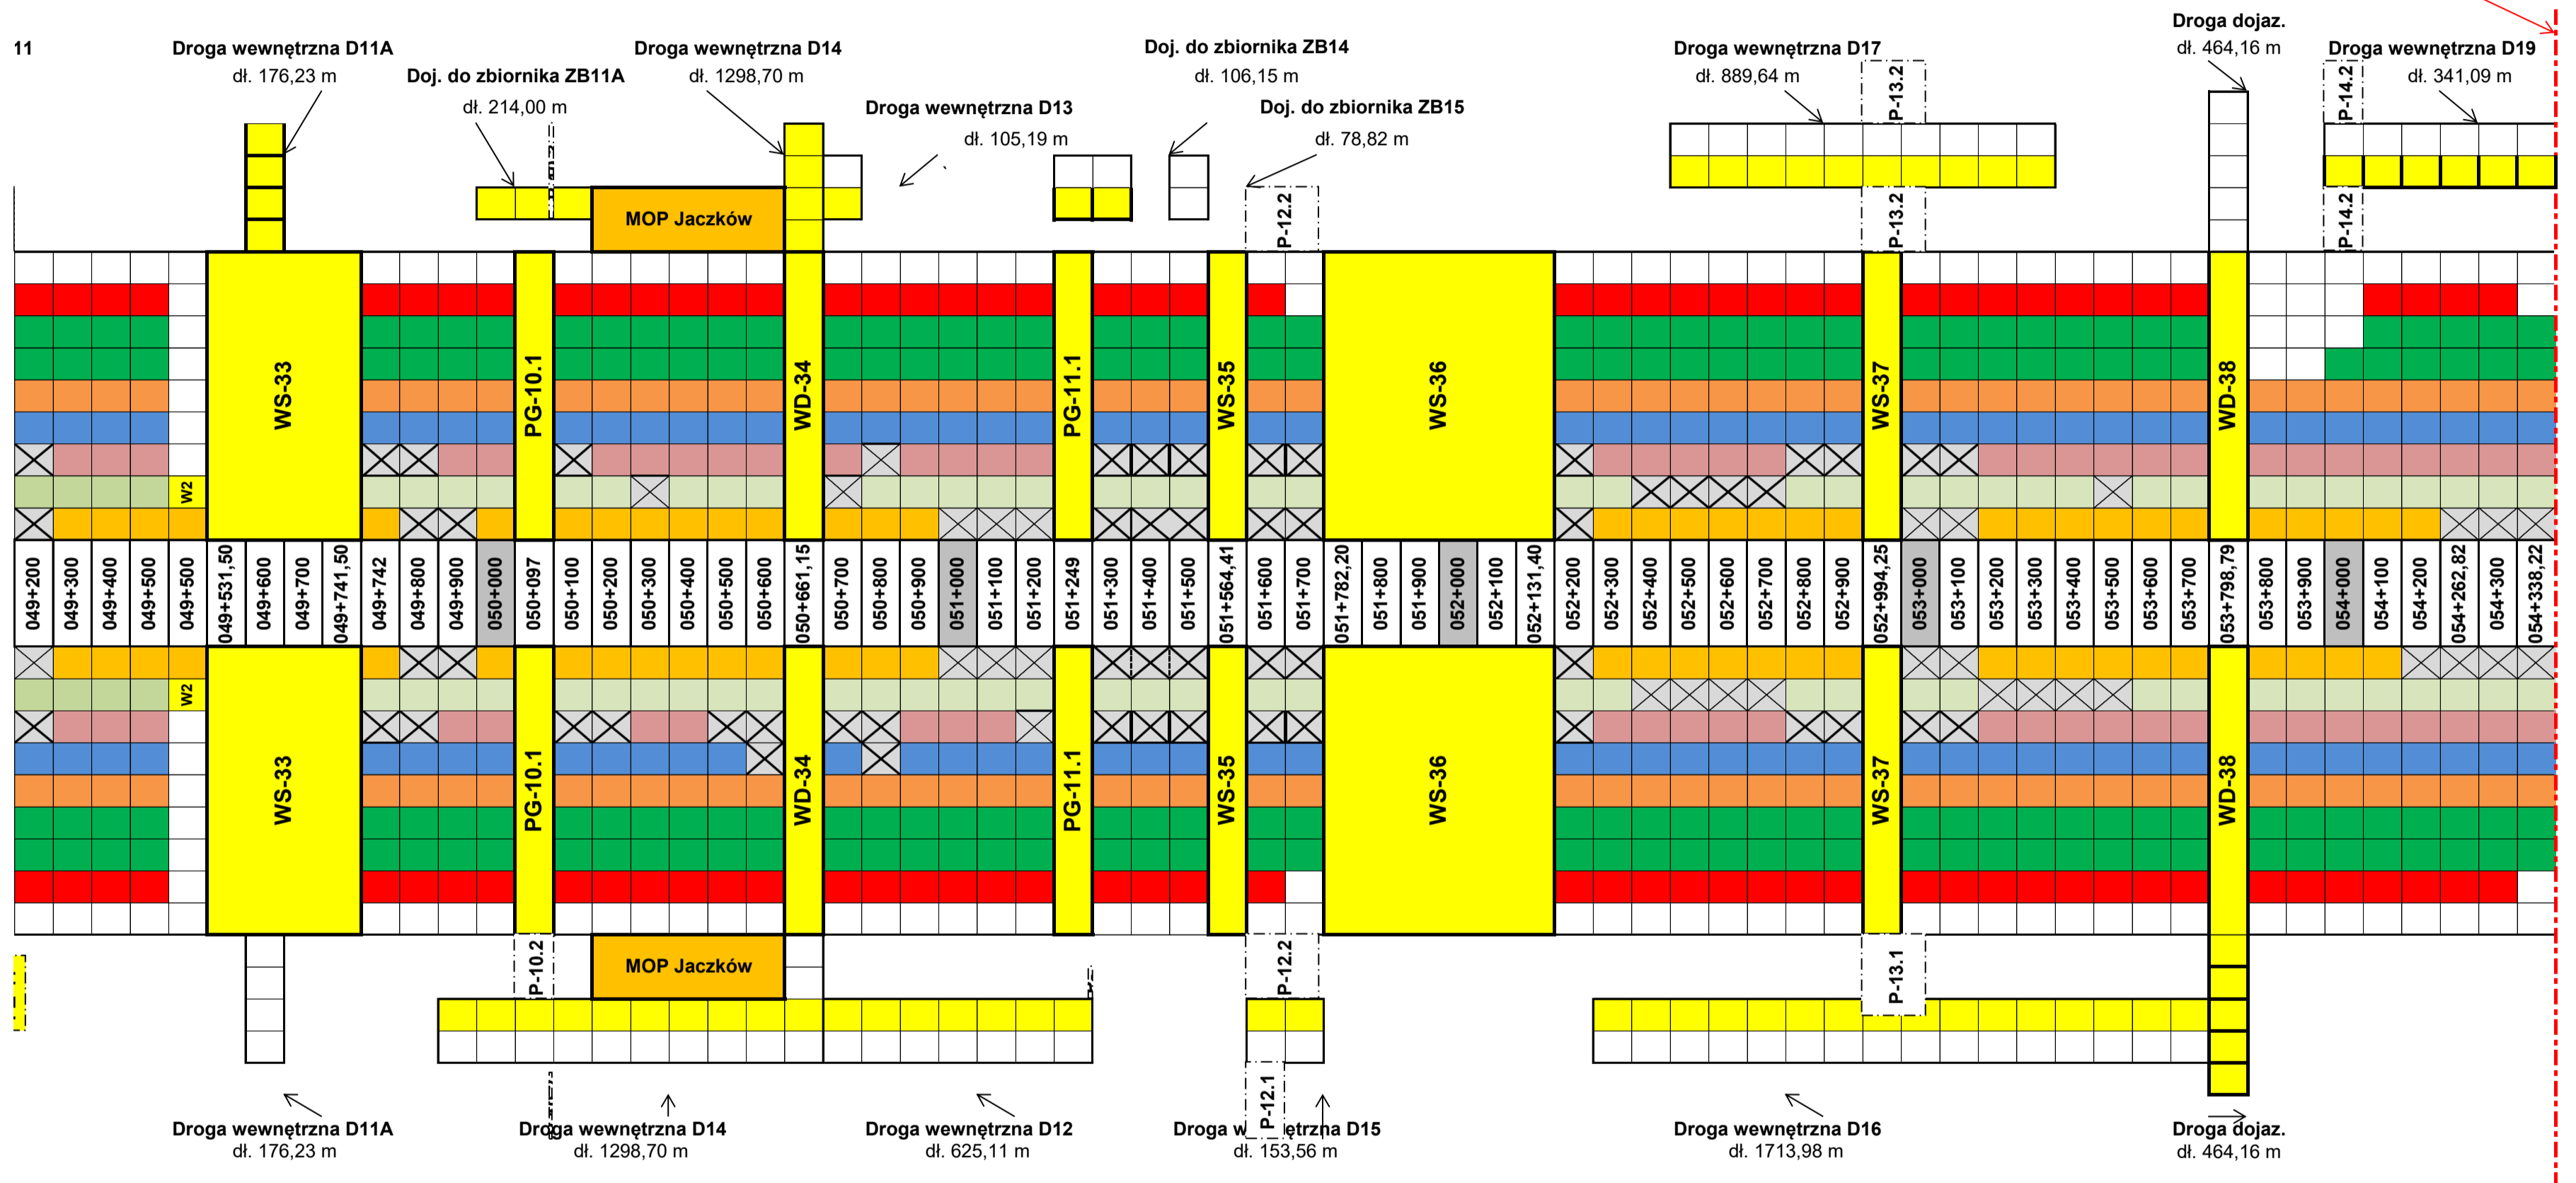 11
Droga wewnętrzna D11A
dł. 176,23 m
Doj. do zbiornika ZB11A
dł. 214,00 m
Droga wewnętrzna D14
dł. 1298,70 m
Droga wewnętrzna D13
dł. 105,19 m
Doj. do zbiornika ZB14
dł. 106,15 m
Doj. do zbiornika ZB15
dł. 78,82 m
Droga wewnętrzna D17
dł. 889,64 m
Droga dojaz.
dł. 464,16 m
Droga wewnętrzna D19
dł. 341,09 m
P-13.2
P-14.2
MOP Jaczków
P-12.2
P-13.2
P-14.2
W2
WS-33
PG-10.1
WD-34
PG-11.1
WS-35
WS-36
WS-37
WD-38
049+200
049+300
049+400
049+500
049+500
049+531,50
049+600
049+700
049+741,50
049+742
049+800
049+900
050+000
050+097
050+100
050+200
050+300
050+400
050+500
050+600
050+661,15
050+700
050+800
050+900
051+000
051+100
051+200
051+249
051+300
051+400
051+500
051+564,41
051+600
051+700
051+782,20
051+800
051+900
052+000
052+100
052+131,40
052+200
052+300
052+400
052+500
052+600
052+700
052+800
052+900
052+994,25
053+000
053+100
053+200
053+300
053+400
053+500
053+600
053+700
053+798,79
053+800
053+900
054+000
054+100
054+200
054+262,82
054+300
054+338,22
W2
WS-33
PG-10.1
WD-34
PG-11.1
WS-35
WS-36
WS-37
WD-38
P-10.2
MOP Jaczków
P-12.2
P-13.1
P-12.1
Droga wewnętrzna D11A
dł. 176,23 m
Droga wewnętrzna D14
dł. 1298,70 m
Droga wewnętrzna D12
dł. 625,11 m
Droga w ętrzna D15
dł. 153,56 m
Droga wewnętrzna D16
dł. 1713,98 m
Droga dojaz.
dł. 464,16 m